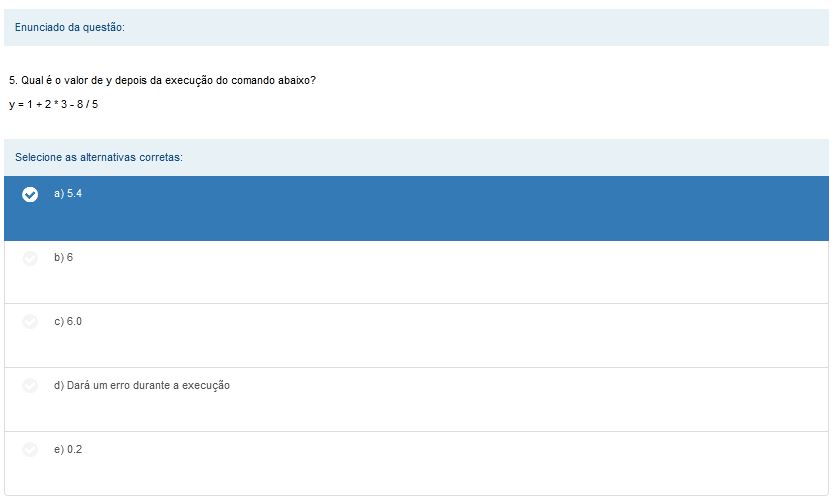 Enunciado da questão:
5. Qual é o valor de y depois da execução do comando abaixo?
y = 1 + 2 * 3 - 8 / 5
Selecione as alternativas corretas:
a) 5.4
b) 6
c) 6.0
d) Dará um erro durante a execução
e) 0.2